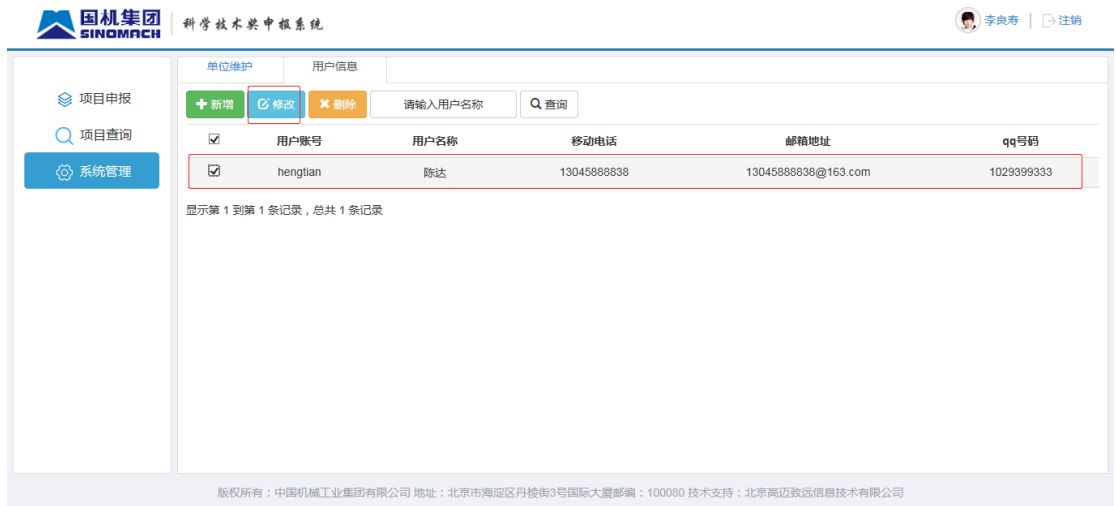 国机集团
SINOMACH
科学技术奖申报系统
李良寿 注销
单位维护 用户信息
项目申报
项目查询
系统管理
新增 修改 删除 请输入用户名称 查询
用户账号 用户名称 移动电话 邮箱地址 qq号码
hengtian 陈达 13045888838 13045888838@163.com 1029399333
显示第 1 到第 1 条记录，总共 1 条记录
版权所有：中国机械工业集团有限公司 地址：北京市海淀区丹棱街3号国际大厦邮编：100080 技术支持：北京高迈致远信息技术有限公司